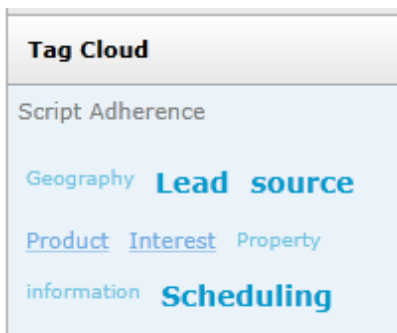 Tag Cloud
Script Adherence
Geography Lead source
Product Interest Property
information Scheduling